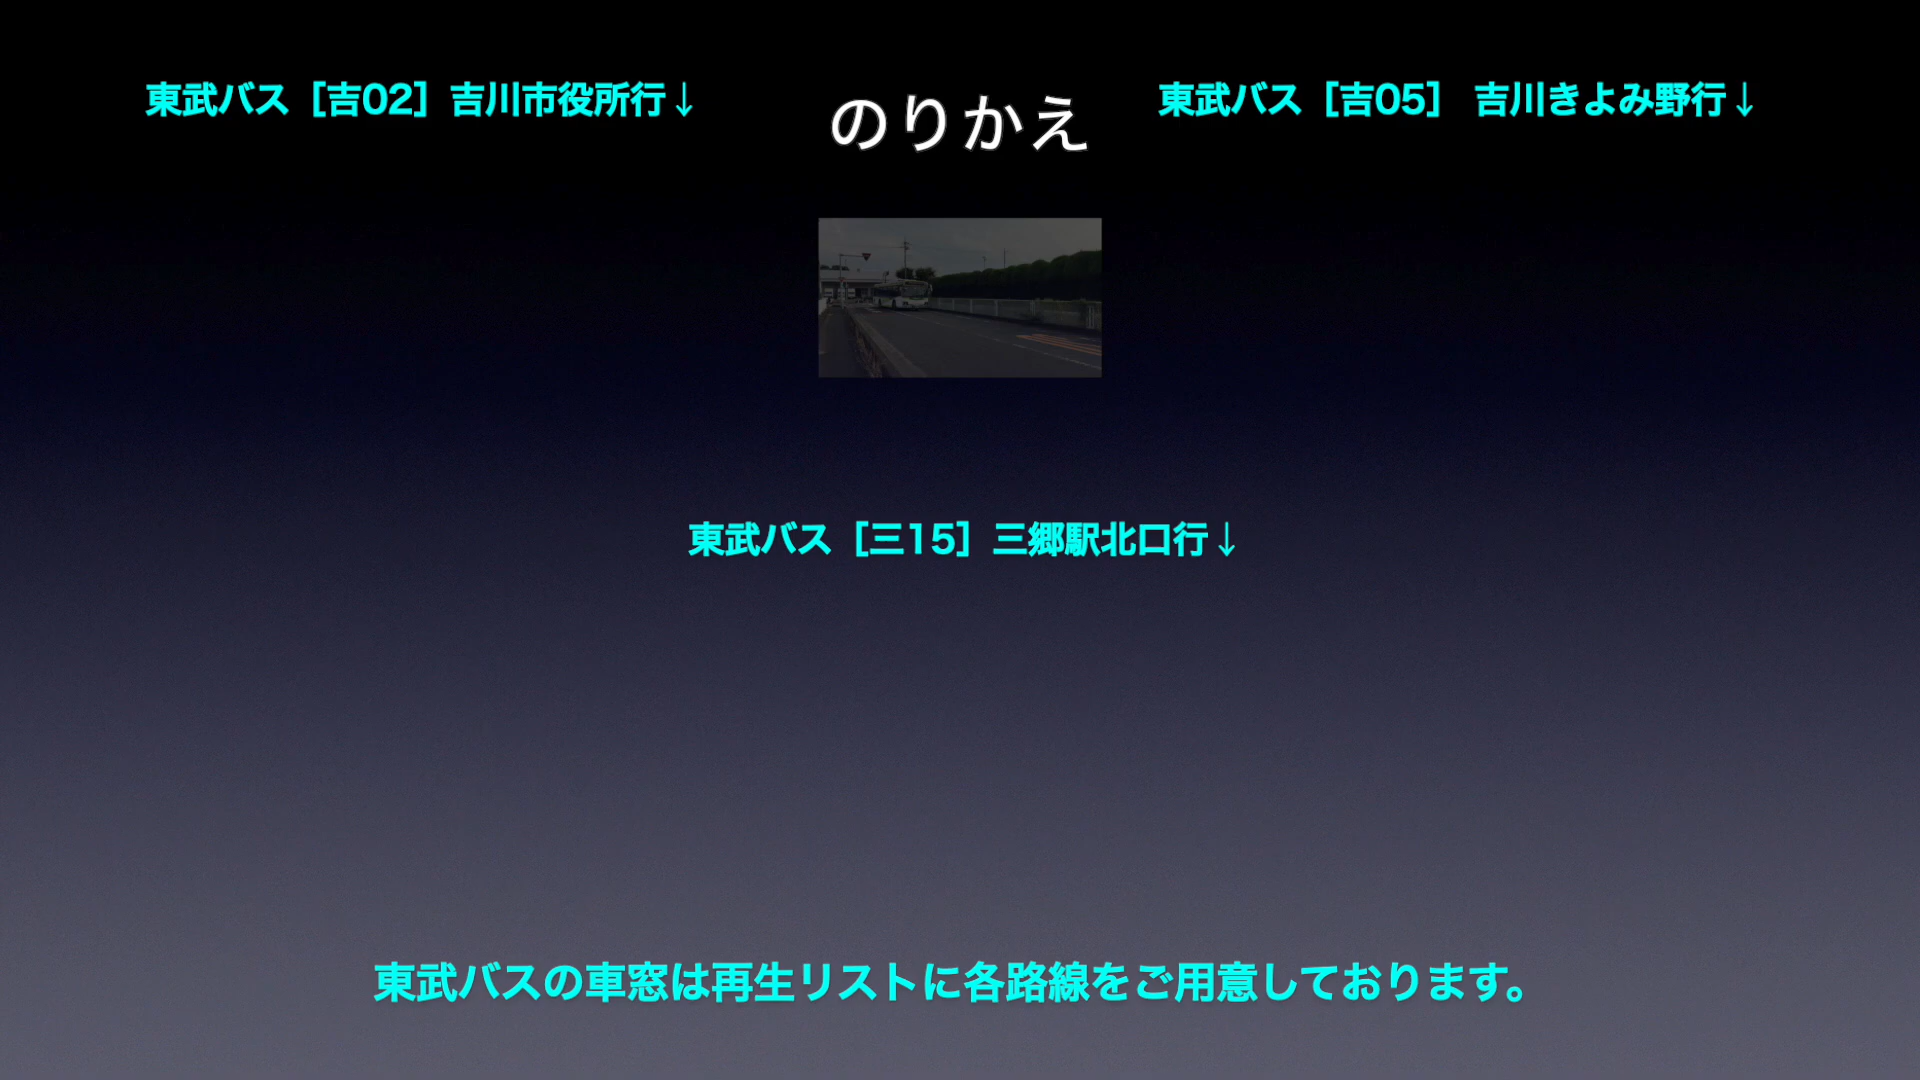 東武バス［吉02］吉川市役所行↓
のりかえ
東武バス［吉05］ 吉川きよみ野行↓
東武バス［三15］三郷駅北口行↓
東武バスの車窓は再生リストに各路線をご用意しております。